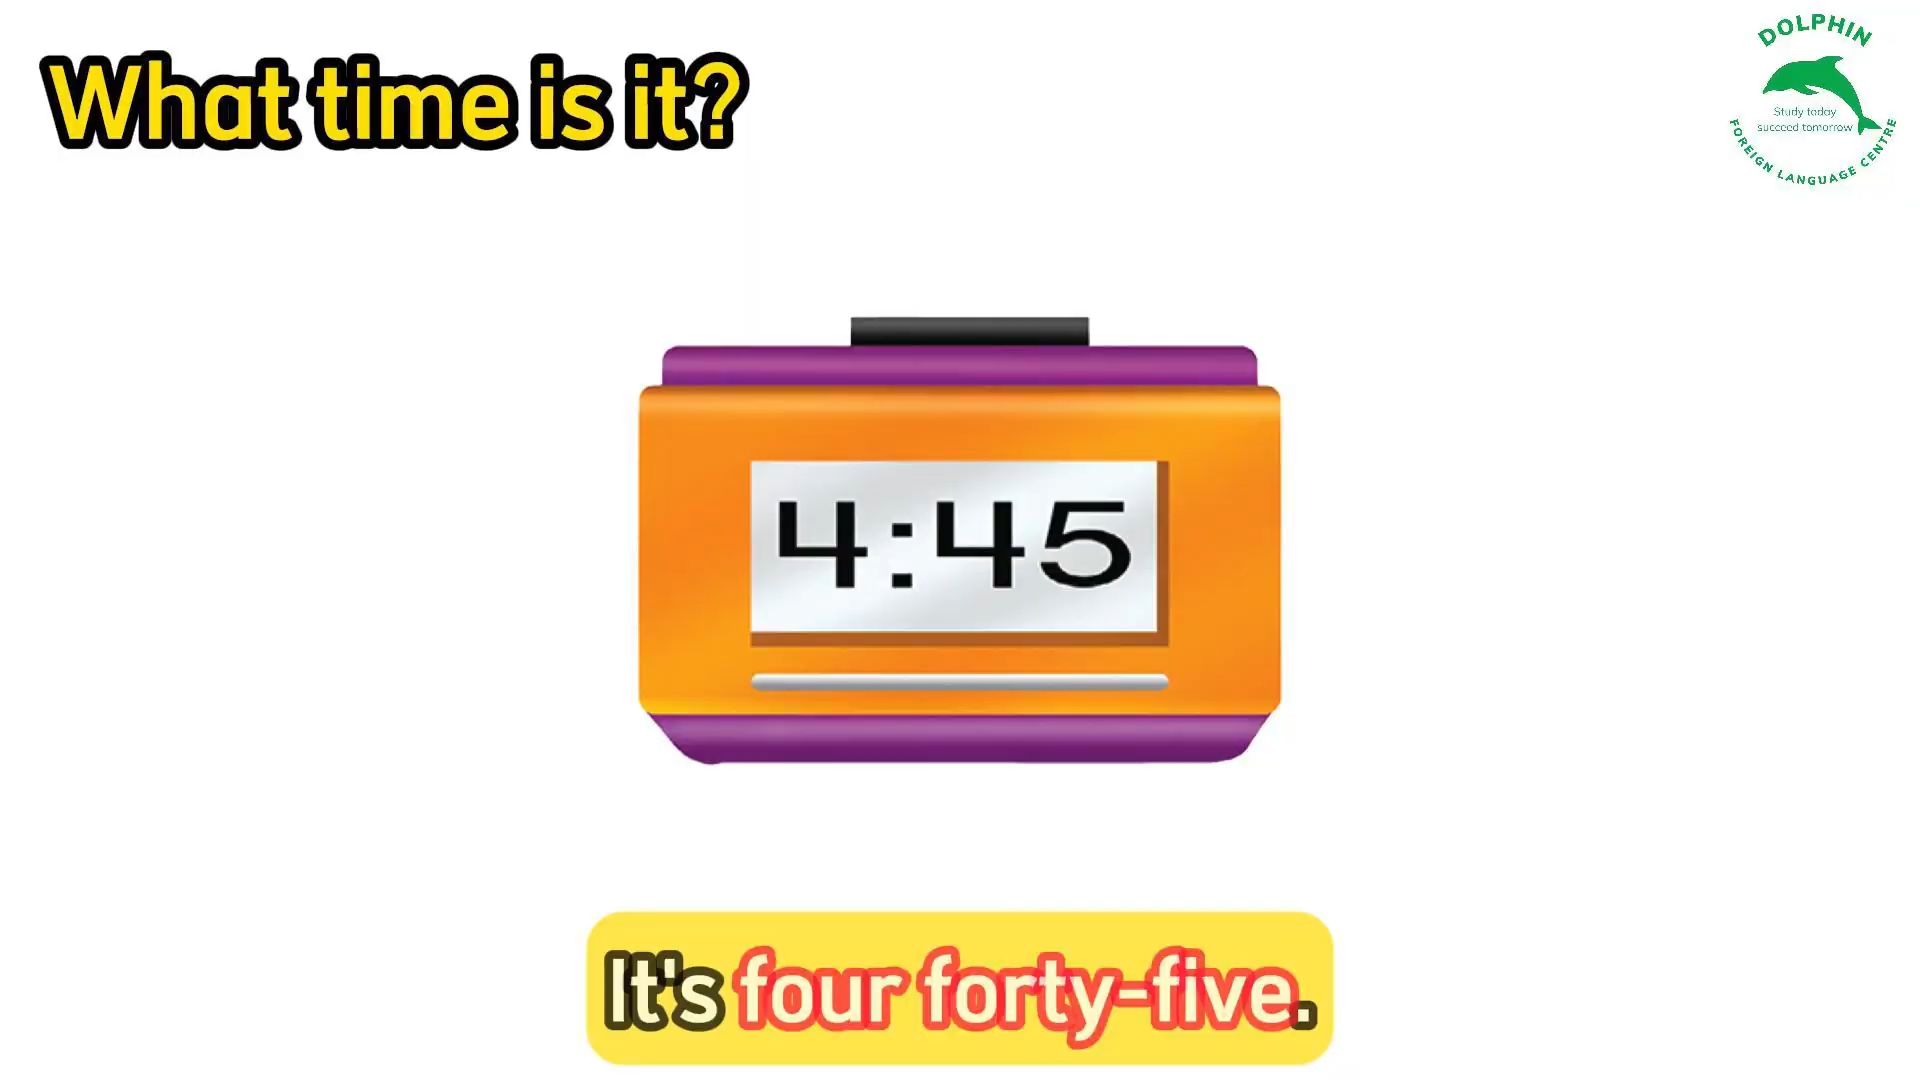 What time is it?
DOLPHIN
Study today
succeed tomorrow
FOREIGN LANGUAGE CENTRE
4:45
It's four forty-five.